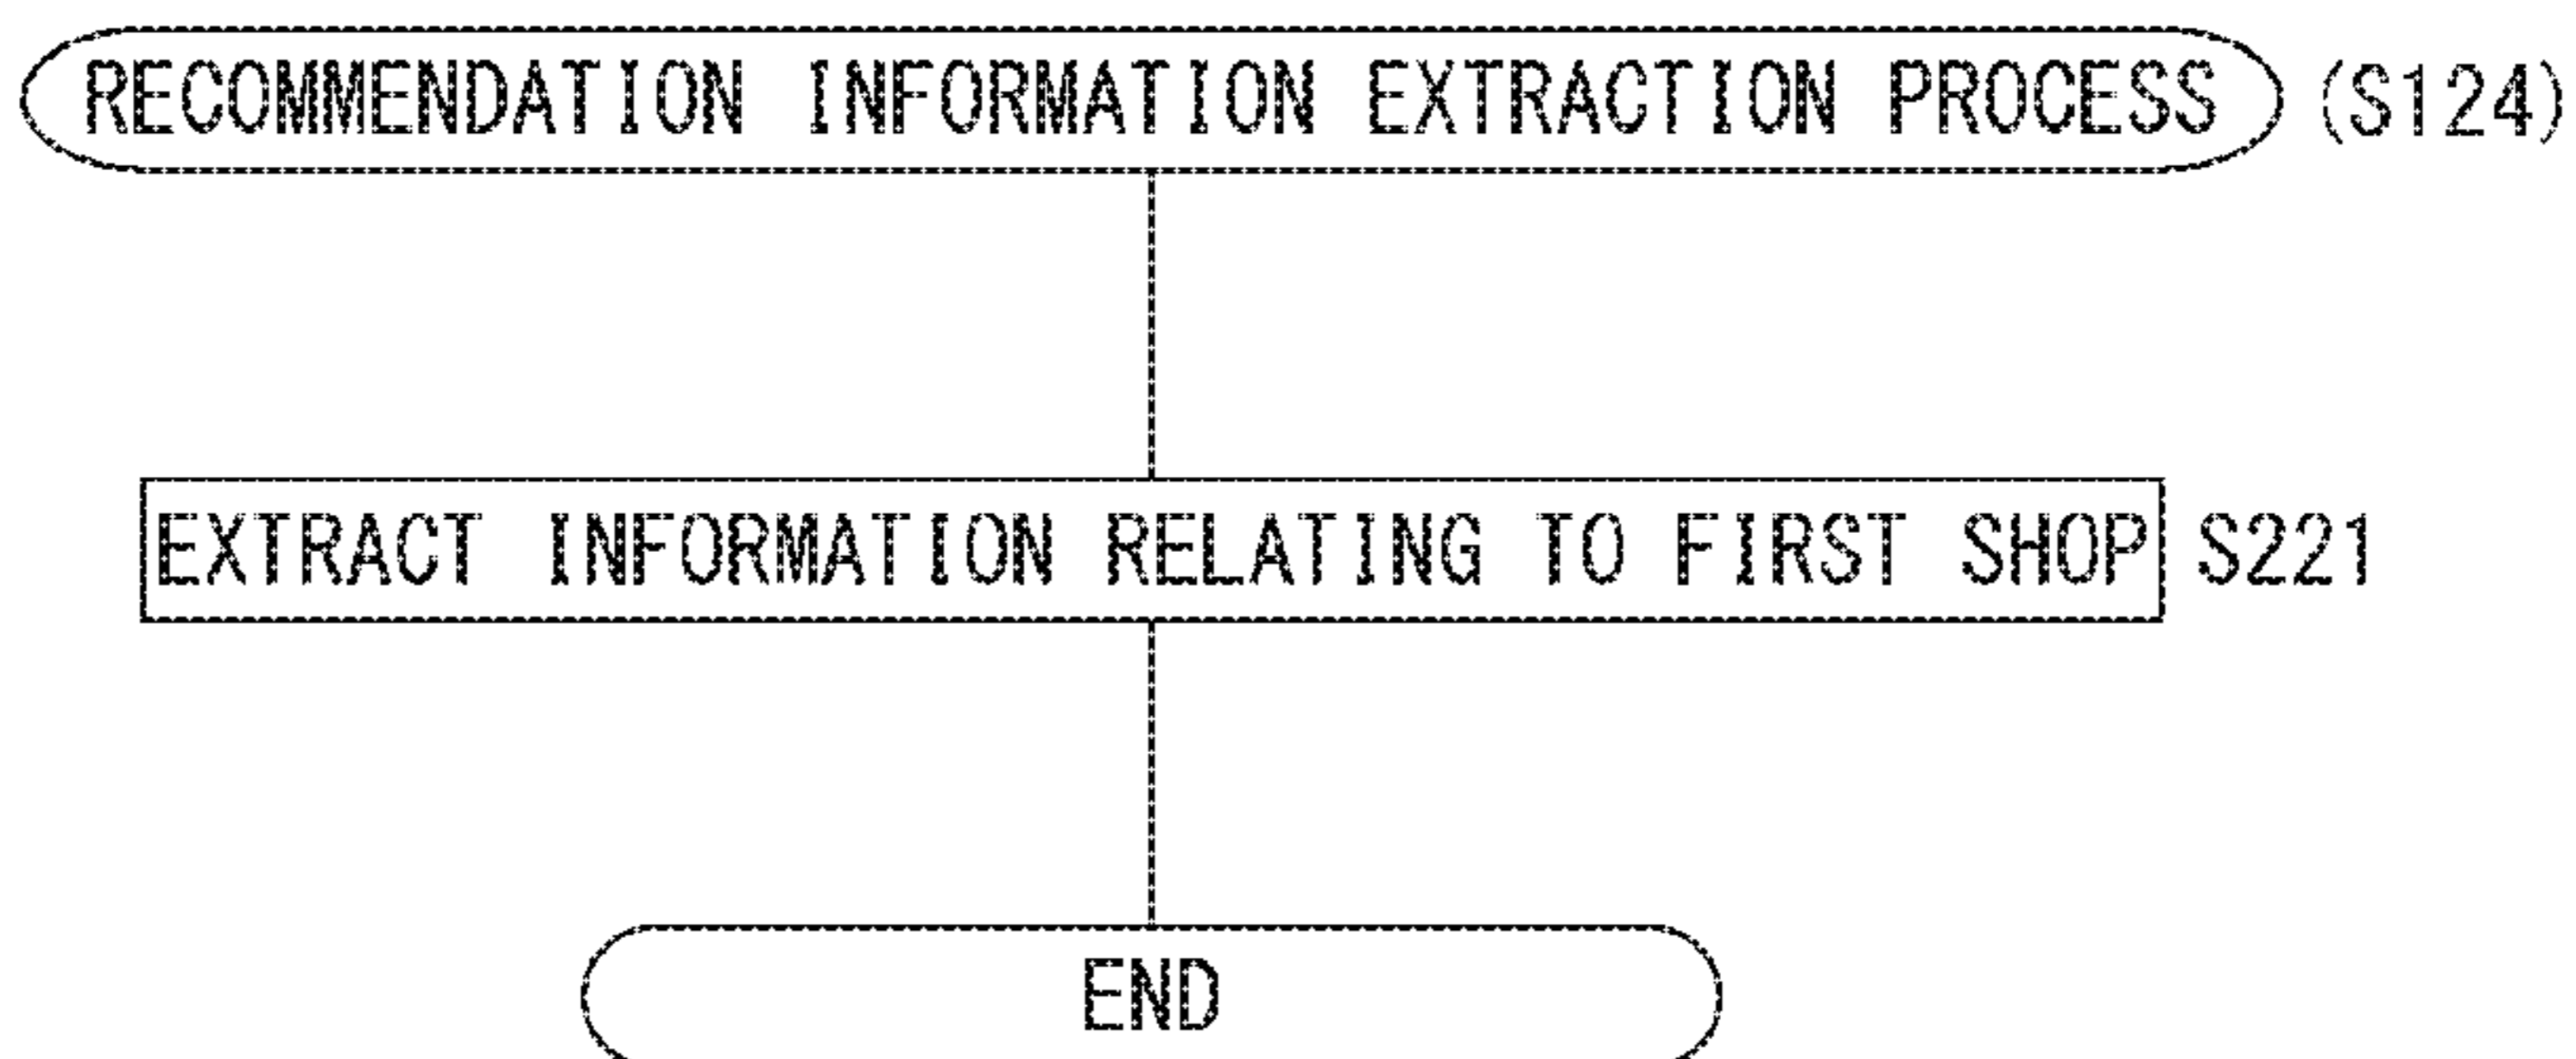 RECOMMENDATION INFORMATION EXTRACTION PROCESS (S124)
EXTRACT INFORMATION RELATING TO FIRST SHOP S221
END